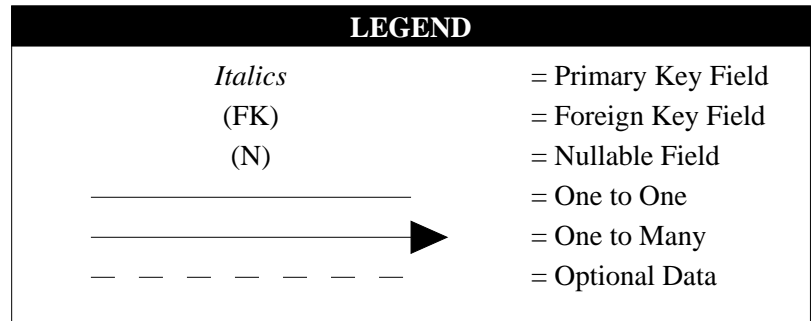 LEGEND
Italics = Primary Key Field
(FK) = Foreign Key Field
(N) = Nullable Field
= One to One
= One to Many
= Optional Data